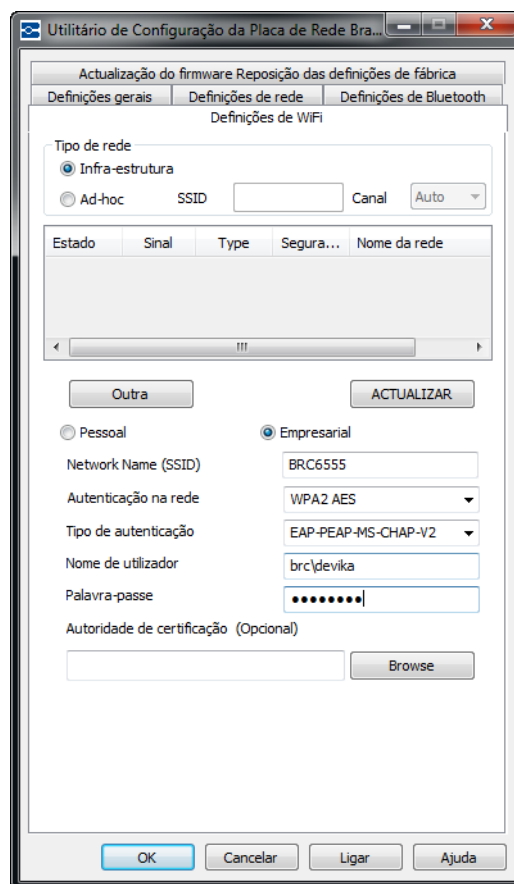 Utilitário de Configuração da Placa de Rede Bra...
Actualização do firmware Reposição das definições de fábrica
Definições gerais Definições de rede Definições de Bluetooth
Definições de WiFi
Tipo de rede
Infra-estrutura
Ad-hoc SSID Canal Auto
Estado Sinal Type Segura... Nome da rede
Outra ACTUALIZAR
Pessoal Empresarial
Network Name (SSID) BRC6555
Autenticação na rede WPA2 AES
Tipo de autenticação EAP-PEAP-MS-CHAP-V2
Nome de utilizador brc\devika
Palavra-passe ●●●●●●●●
Autoridade de certificação (Opcional)
Browse
OK Cancelar Ligar Ajuda